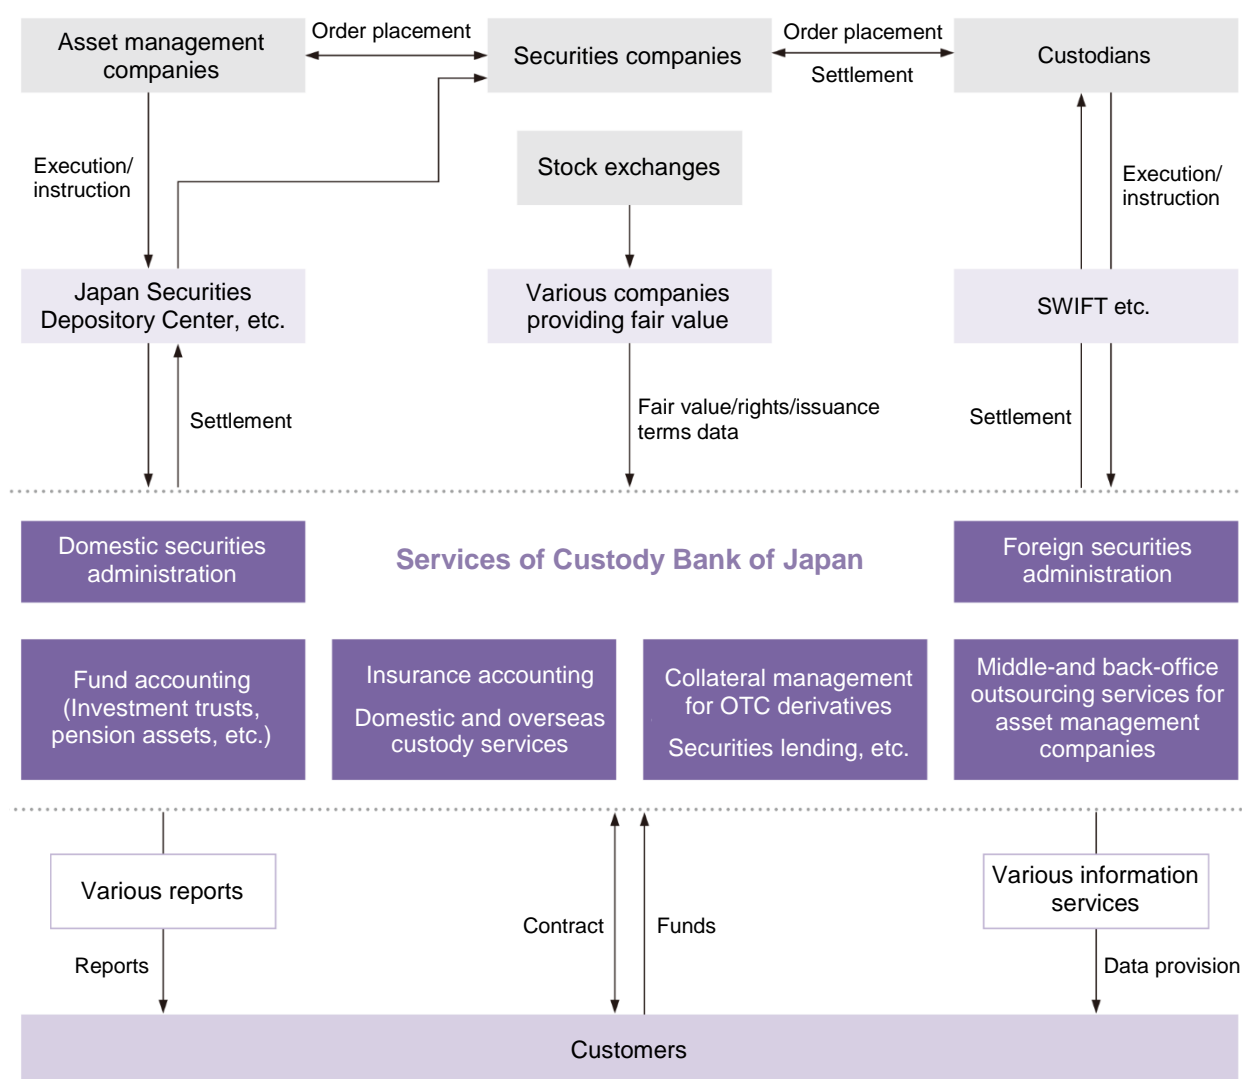 Asset management
companies
Order placement
Securities companies
Order placement
Settlement
Custodians
Execution/
instruction
Stock exchanges
Execution/
instruction
Japan Securities
Depository Center, etc.
Various companies
providing fair value
SWIFT etc.
Settlement
Fair value/rights/issuance
terms data
Settlement
Domestic securities
administration
Services of Custody Bank of Japan
Foreign securities
administration
Fund accounting
(Investment trusts,
pension assets, etc.)
Insurance accounting
Domestic and overseas
custody services
Collateral management
for OTC derivatives
Securities lending, etc.
Middle-and back-office
outsourcing services for
asset management
companies
Various reports
Contract
Funds
Various information
services
Reports
Data provision
Customers